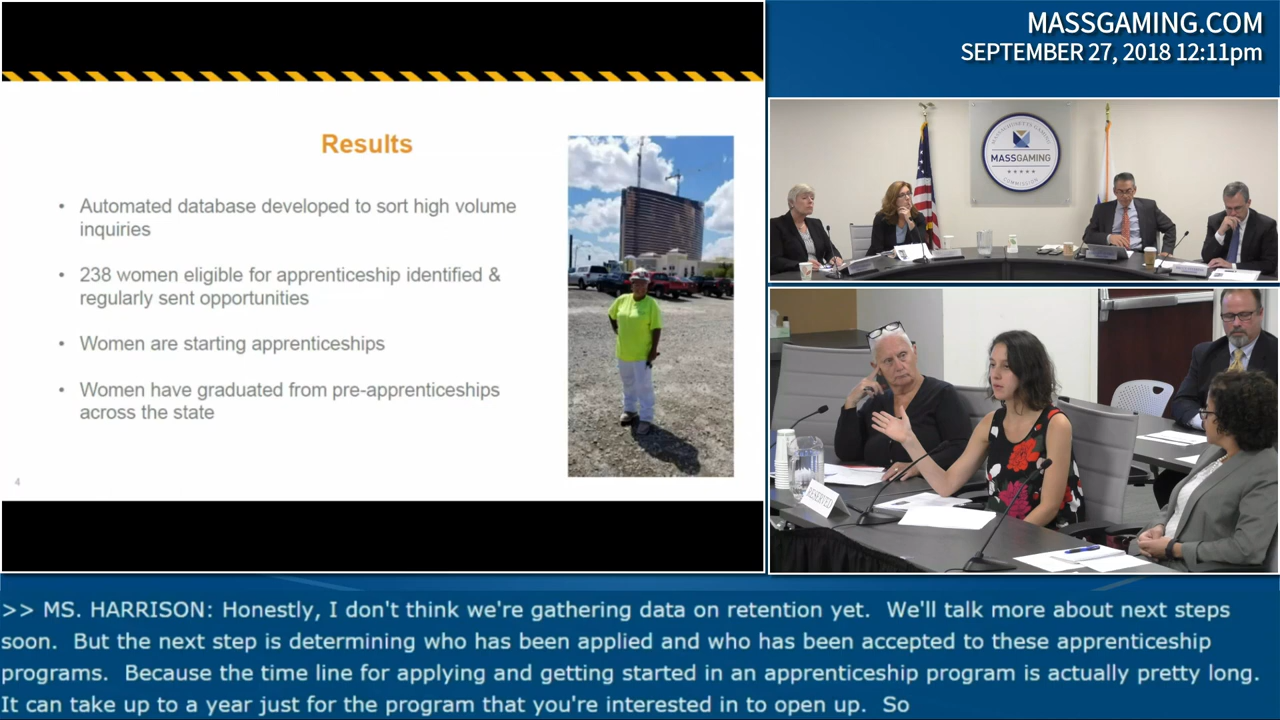 MASSGAMING.COM
SEPTEMBER 27, 2018 12:11pm
Results
• Automated database developed to sort high volume
inquiries
• 238 women eligible for apprenticeship identified &
regularly sent opportunities
• Women are starting apprenticeships
• Women have graduated from pre-apprenticeships
across the state
4
MASSACHUSETTS GAMING
MASSGAMING
COMMISSION
RESERVED
>> MS. HARRISON: Honestly, I don't think we're gathering data on retention yet. We'll talk more about next steps
soon. But the next step is determining who has been applied and who has been accepted to these apprenticeship
programs. Because the time line for applying and getting started in an apprenticeship program is actually pretty long.
It can take up to a year just for the program that you're interested in to open up. So